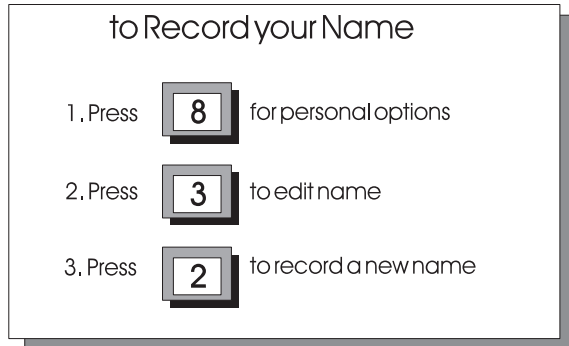 to Record your Name
1. Press 8 for personal options
2. Press 3 to edit name
3. Press 2 to record a new name